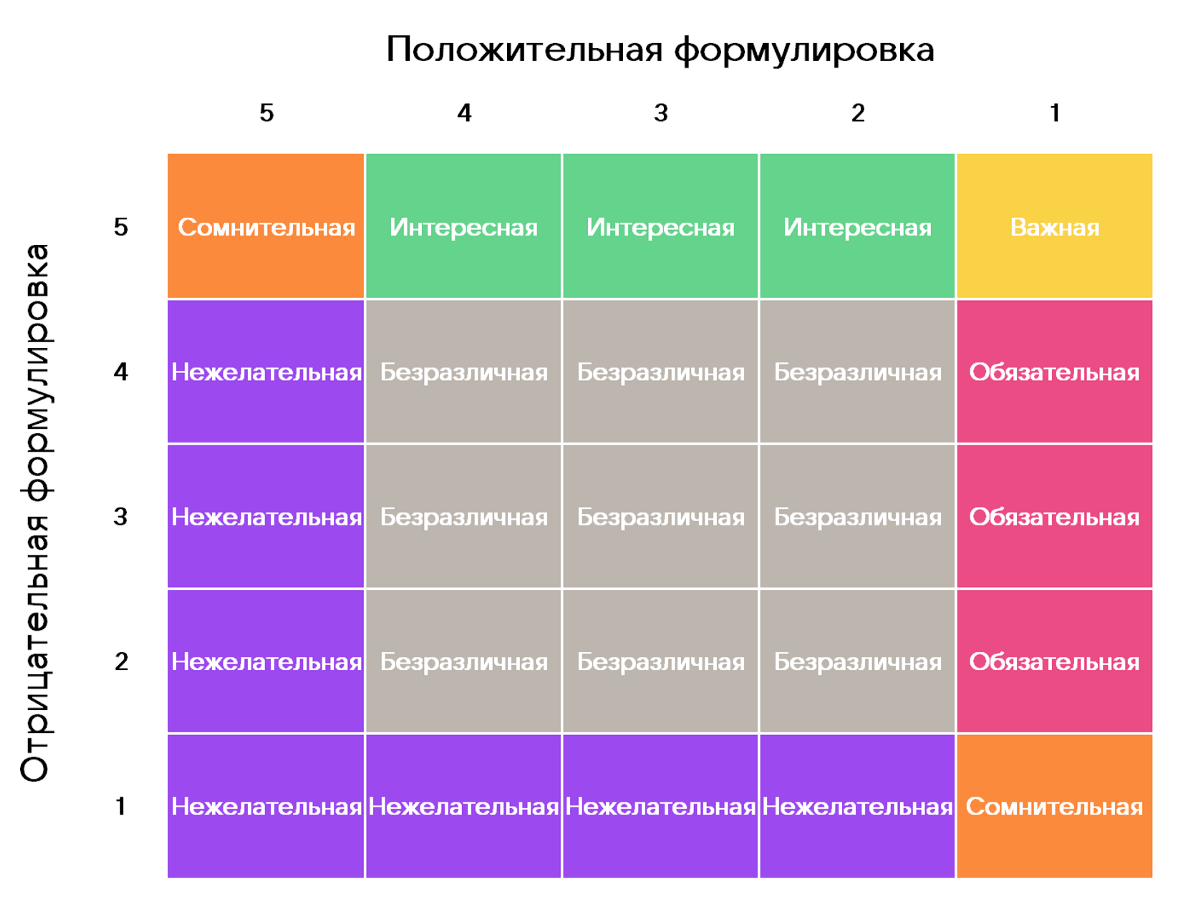 Положительная формулировка
5 4 3 2 1
Отрицательная формулировка
5 Сомнительная Интересная Интересная Интересная Важная
4 Нежелательная Безразличная Безразличная Безразличная Обязательная
3 Нежелательная Безразличная Безразличная Безразличная Обязательная
2 Нежелательная Безразличная Безразличная Безразличная Обязательная
1 Нежелательная Нежелательная Нежелательная Нежелательная Сомнительная